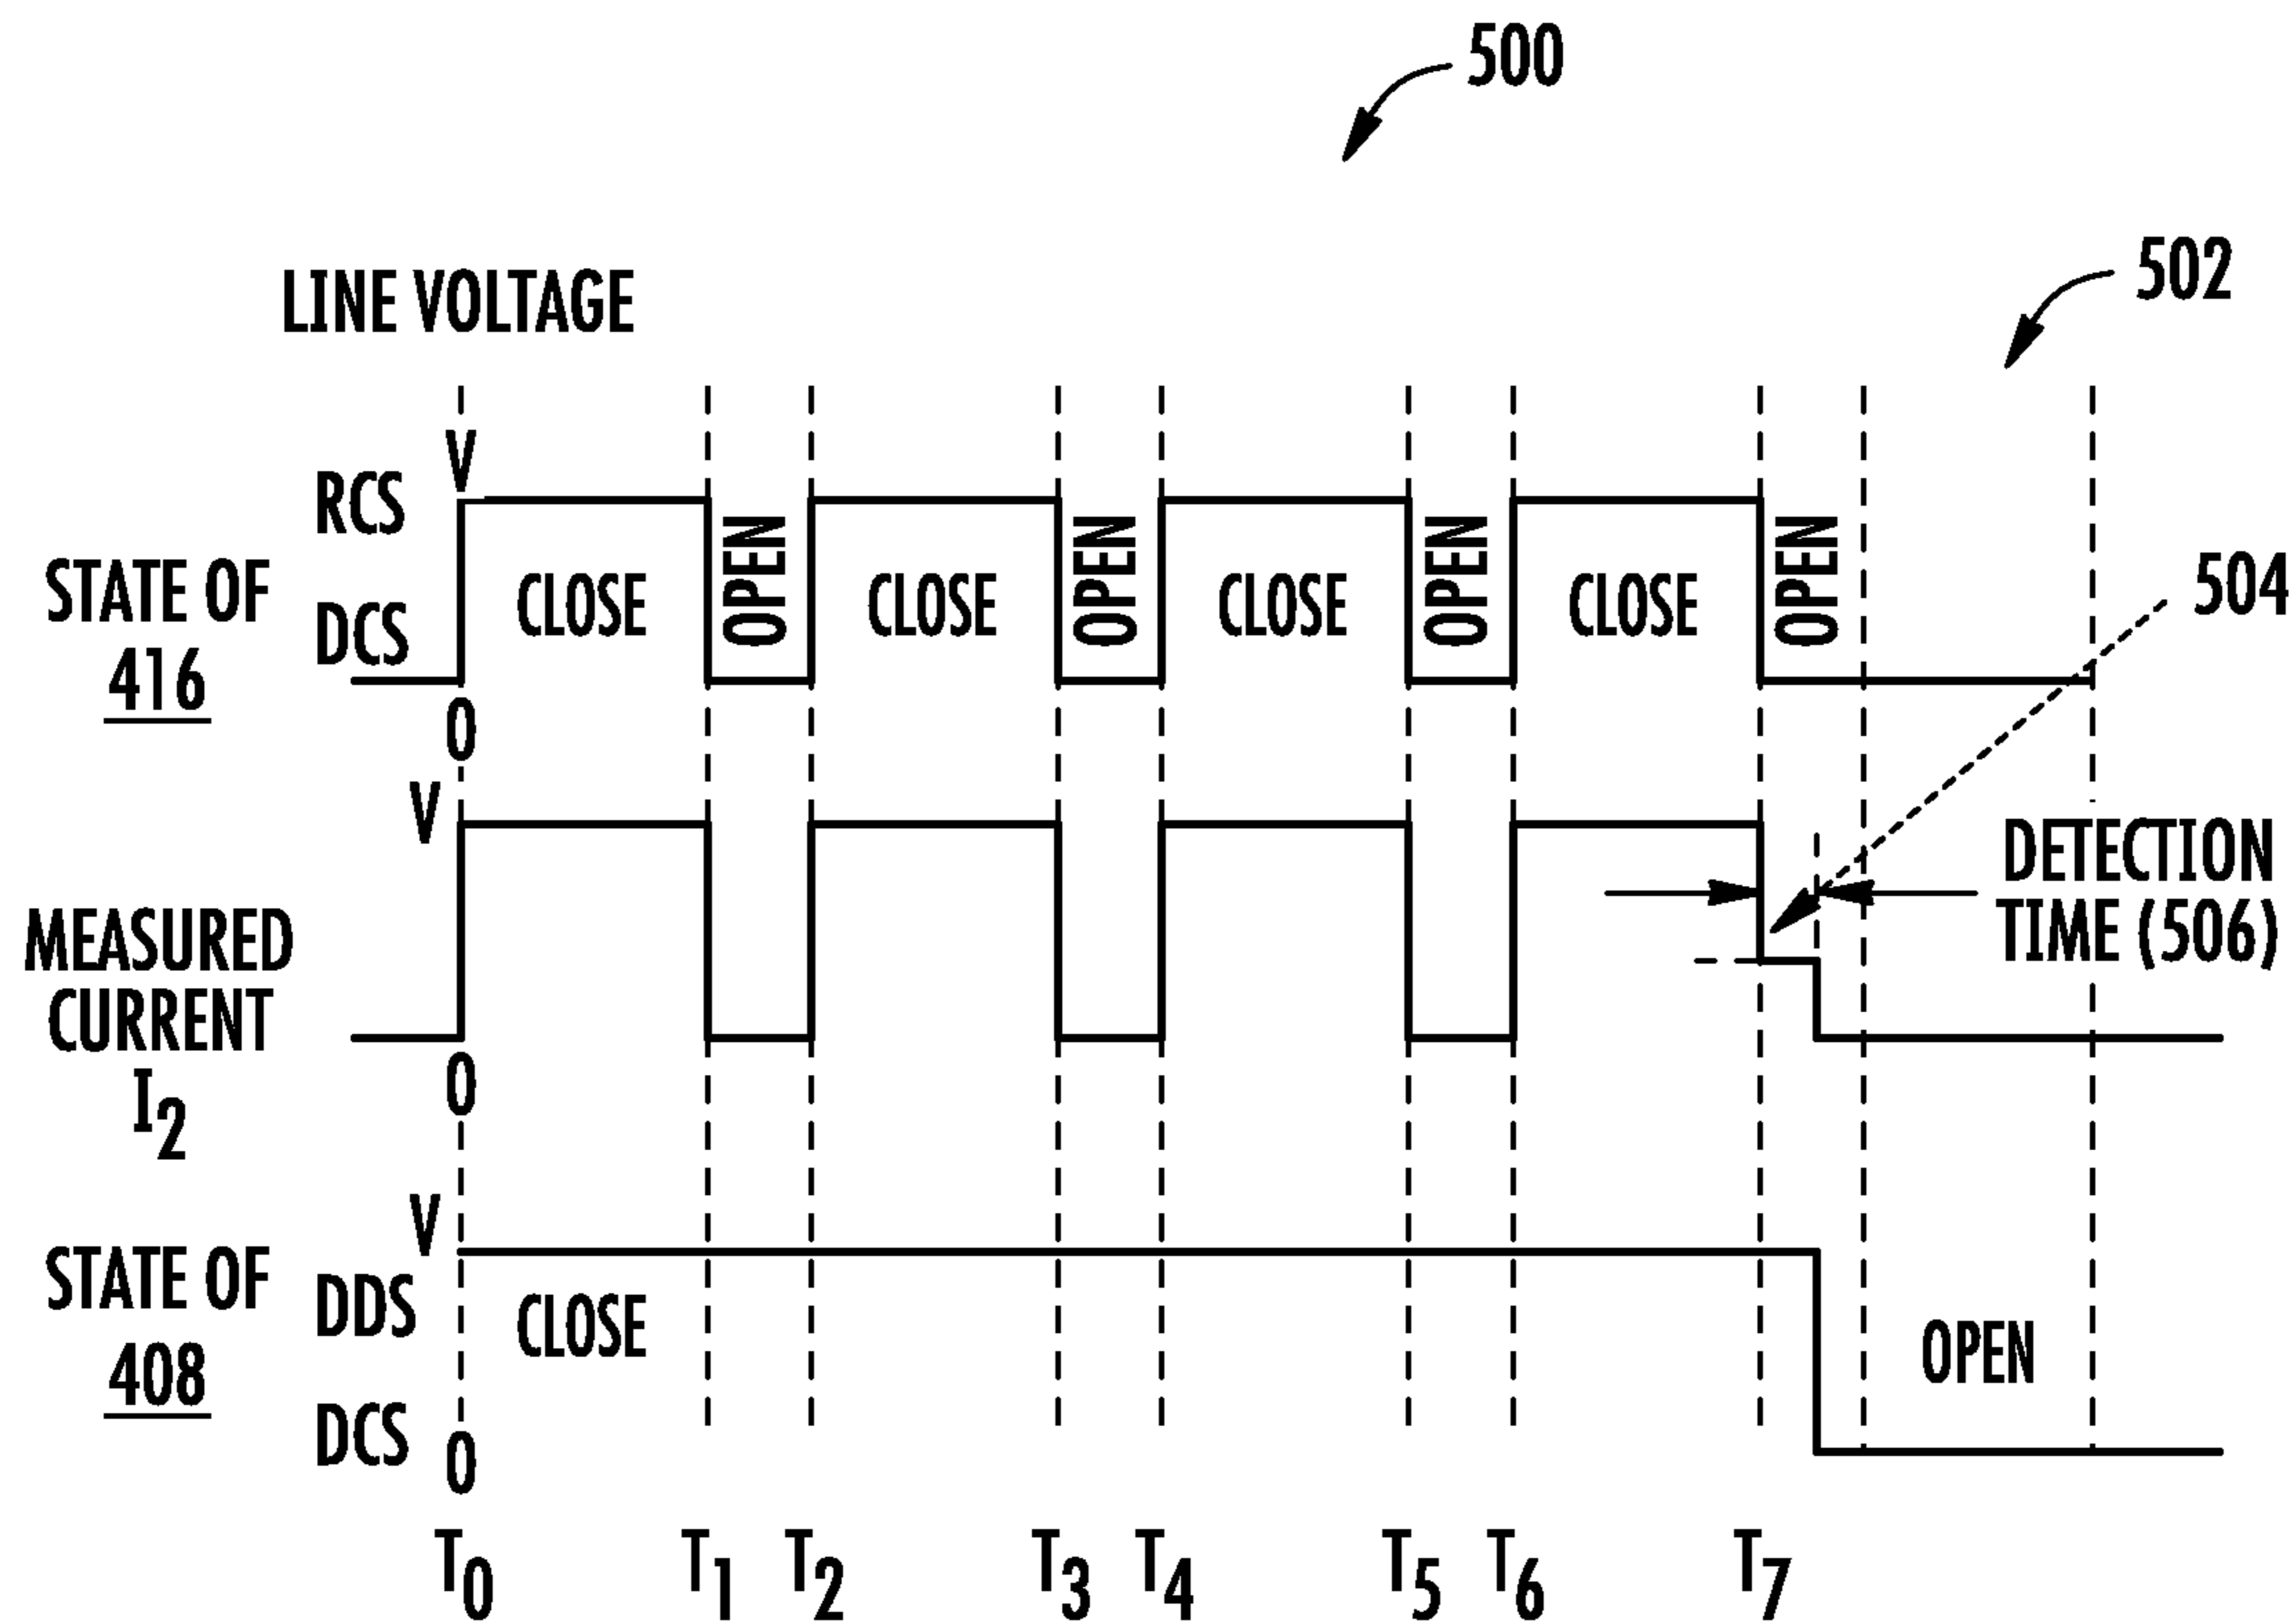 500
502
LINE VOLTAGE
V
RCS
STATE OF
DCS
416
CLOSE
OPEN
CLOSE
OPEN
CLOSE
OPEN
CLOSE
OPEN
504
0
V
MEASURED
CURRENT
I2
DETECTION
TIME (506)
0
V
STATE OF
DDS
408
CLOSE
OPEN
DCS
0
T0 T1 T2 T3 T4 T5 T6 T7